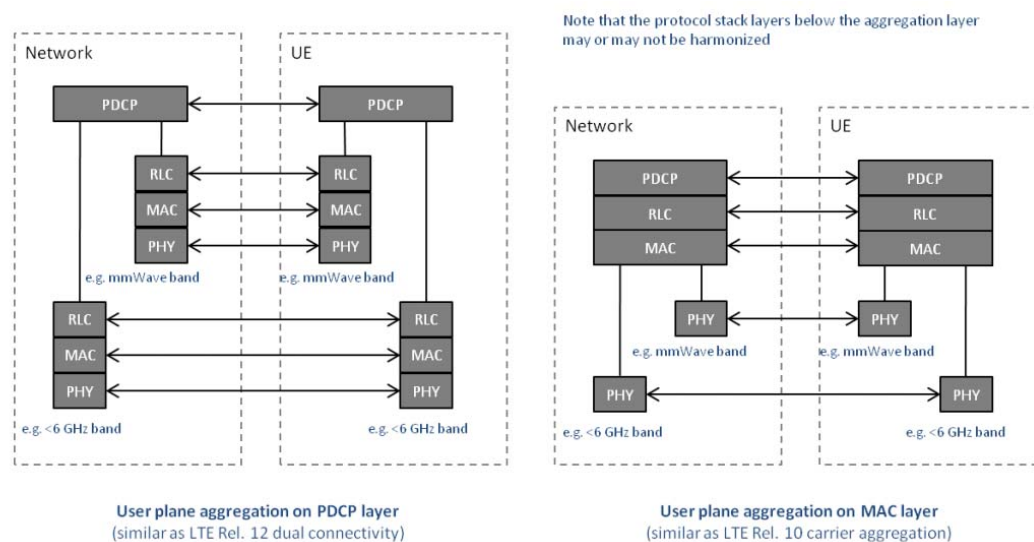 Note that the protocol stack layers below the aggregation layer
may or may not be harmonized
Network
UE
PDCP
PDCP
RLC
RLC
MAC
MAC
PHY
PHY
e.g. mmWave band
e.g. mmWave band
RLC
RLC
MAC
MAC
PHY
PHY
e.g. <6 GHz band
e.g. <6 GHz band
User plane aggregation on PDCP layer
(similar as LTE Rel. 12 dual connectivity)
Network
UE
PDCP
PDCP
RLC
RLC
MAC
MAC
PHY
PHY
e.g. mmWave band
e.g. mmWave band
PHY
PHY
e.g. <6 GHz band
e.g. <6 GHz band
User plane aggregation on MAC layer
(similar as LTE Rel. 10 carrier aggregation)